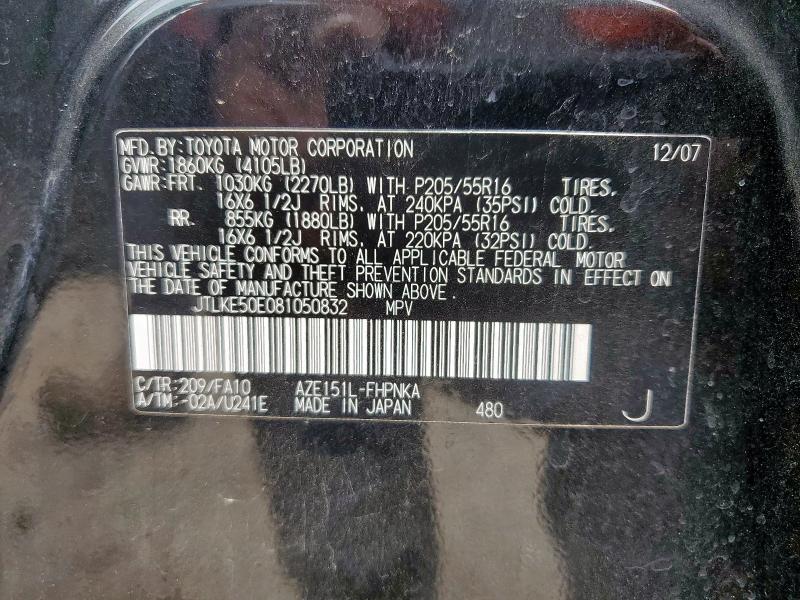 MFD.BY:TOYOTA MOTOR CORPORATION 12/07
GVWR:1860KG (4105LB)
GAWR:FRT. 1030KG (2270LB) WITH P205/55R16 TIRES,
16X6 1/2J RIMS, AT 240KPA (35PSI) COLD.
RR. 855KG (1880LB) WITH P205/55R16 TIRES,
16X6 1/2J RIMS, AT 220KPA (32PSI) COLD.
THIS VEHICLE CONFORMS TO ALL APPLICABLE FEDERAL MOTOR
VEHICLE SAFETY AND THEFT PREVENTION STANDARDS IN EFFECT ON
THE DATE OF MANUFACTURE SHOWN ABOVE.
JTLKE50E081050832 MPV
C/TR:209/FA10 AZE151L-FHPNKA
A/TM:-02A/U241E MADE IN JAPAN 480 J